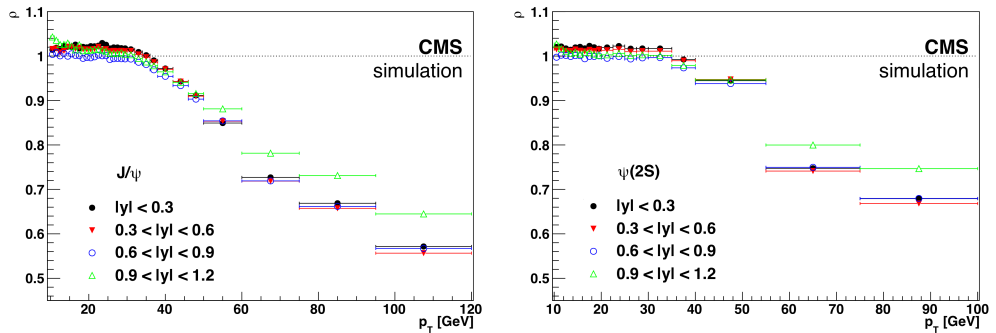 ρ
1.1
1
0.9
0.8
0.7
0.6
0.5
CMS
simulation
J/ψ
|y| < 0.3
0.3 < |y| < 0.6
0.6 < |y| < 0.9
0.9 < |y| < 1.2
20 40 60 80 100 120
p_T [GeV]
ρ
1.1
1
0.9
0.8
0.7
0.6
0.5
CMS
simulation
ψ(2S)
|y| < 0.3
0.3 < |y| < 0.6
0.6 < |y| < 0.9
0.9 < |y| < 1.2
10 20 30 40 50 60 70 80 90 100
p_T [GeV]